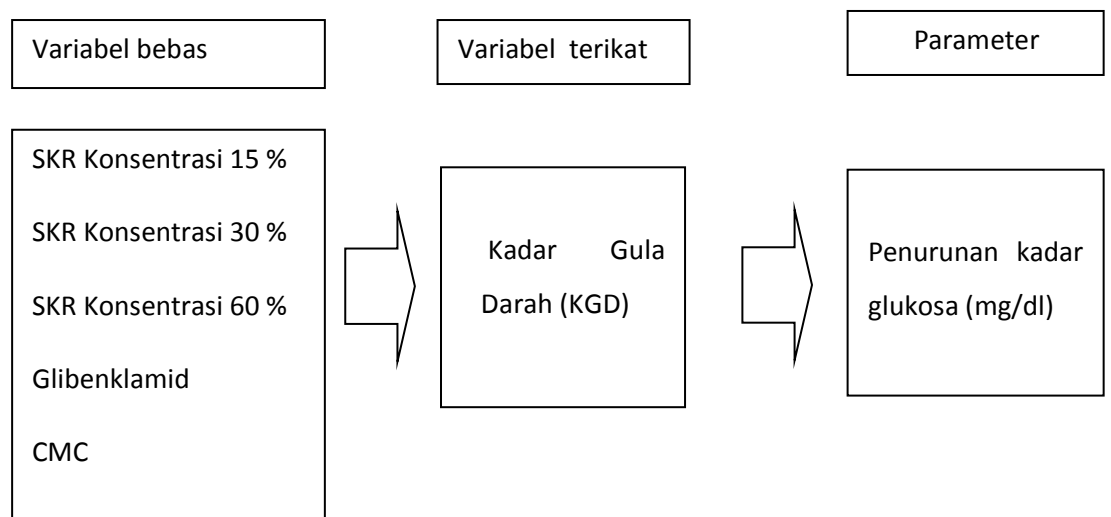 Variabel bebas
Variabel terikat
Parameter
SKR Konsentrasi 15 %
SKR Konsentrasi 30 %
SKR Konsentrasi 60 %
Glibenklamid
CMC
Kadar Gula
Darah (KGD)
Penurunan kadar
glukosa (mg/dl)